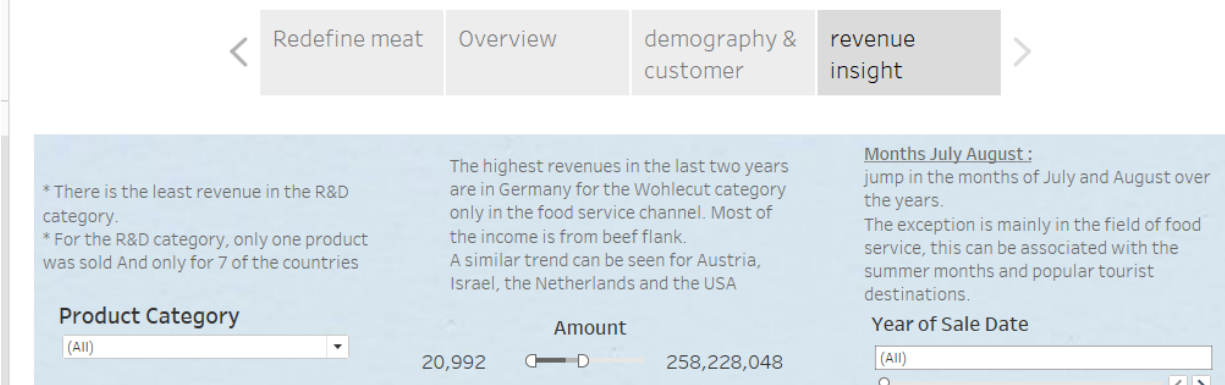 Redefine meat
Overview
demography &
customer
revenue
insight
* There is the least revenue in the R&D
category.
* For the R&D category, only one product
was sold And only for 7 of the countries
The highest revenues in the last two years
are in Germany for the Wohlecut category
only in the food service channel. Most of
the income is from beef flank.
A similar trend can be seen for Austria,
Israel, the Netherlands and the USA
Months July August :
jump in the months of July and August over
the years.
The exception is mainly in the field of food
service, this can be associated with the
summer months and popular tourist
destinations.
Product Category
(All)
Amount
20,992
258,228,048
Year of Sale Date
(All)